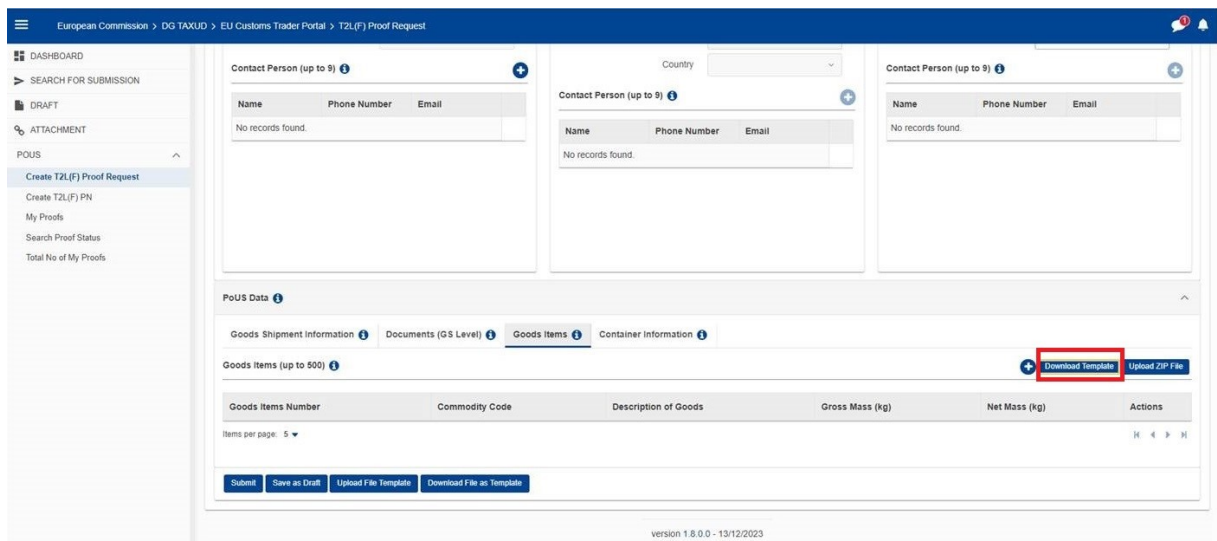 European Commission > DG TAXUD > EU Customs Trader Portal > T2L(F) Proof Request
1
DASHBOARD
SEARCH FOR SUBMISSION
DRAFT
ATTACHMENT
POUS
Create T2L(F) Proof Request
Create T2L(F) PN
My Proofs
Search Proof Status
Total No of My Proofs
Contact Person (up to 9)
Name Phone Number Email
No records found.
Country
Contact Person (up to 9)
Name Phone Number Email
No records found.
Contact Person (up to 9)
Name Phone Number Email
No records found.
PoUS Data
Goods Shipment Information Documents (GS Level) Goods Items Container Information
Goods Items (up to 500) Download Template Upload ZIP File
Goods Items Number Commodity Code Description of Goods Gross Mass (kg) Net Mass (kg) Actions
Items per page: 5
Submit Save as Draft Upload File Template Download File as Template
version 1.8.0.0 - 13/12/2023